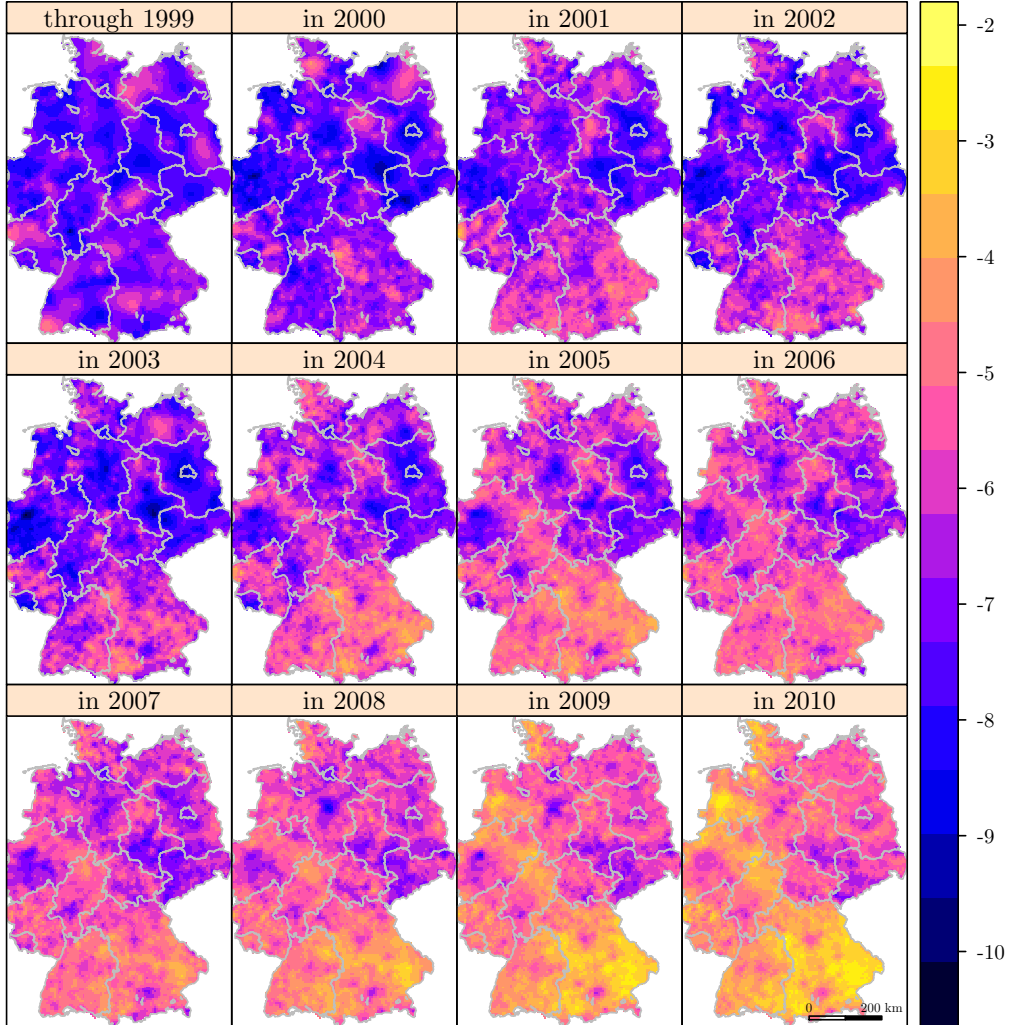 through 1999
in 2000
in 2001
in 2002
in 2003
in 2004
in 2005
in 2006
in 2007
in 2008
in 2009
in 2010
0 200 km
-2
-3
-4
-5
-6
-7
-8
-9
-10